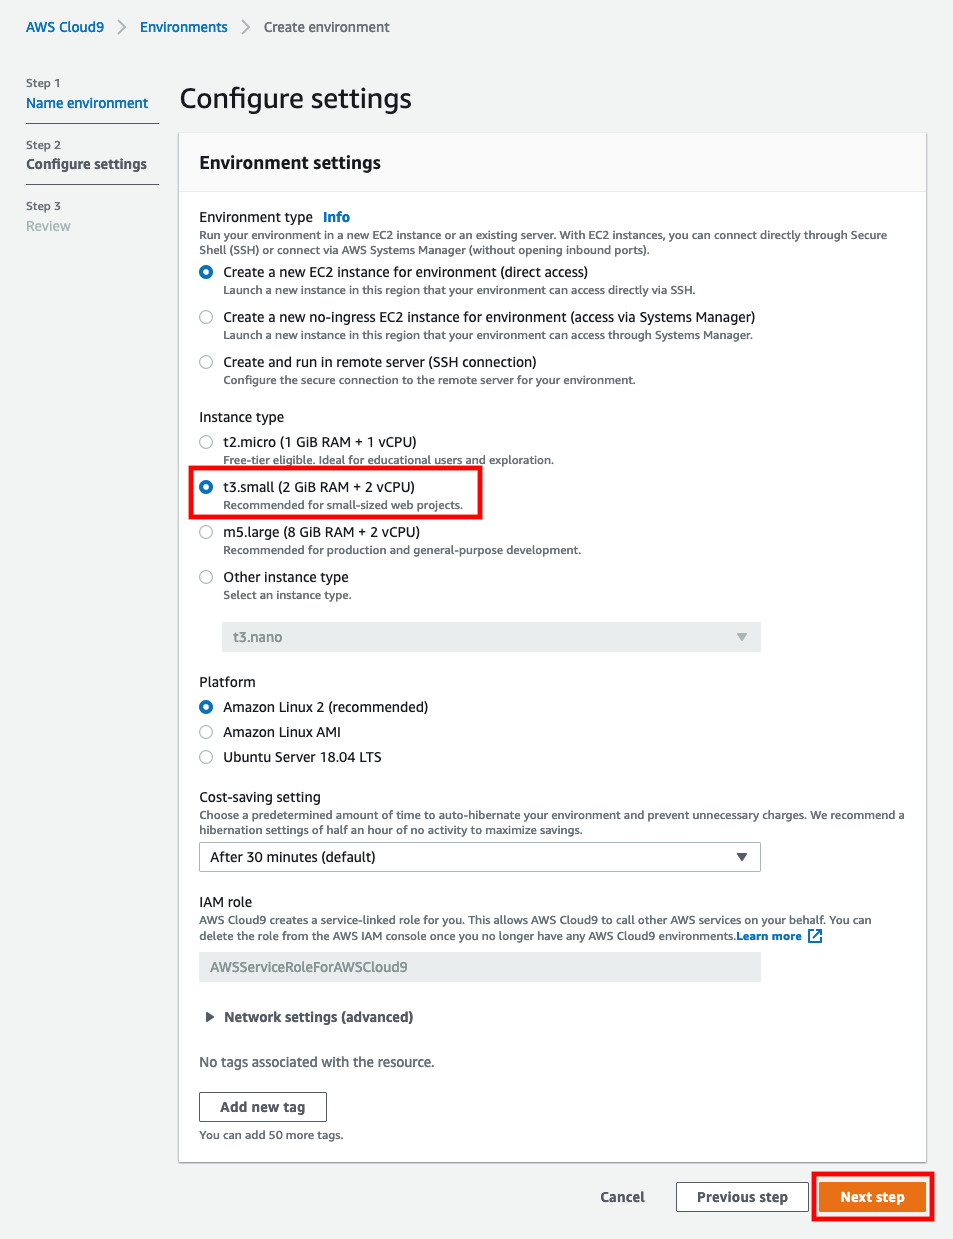 AWS Cloud9 > Environments > Create environment
Step 1
Name environment
Step 2
Configure settings
Step 3
Review
Configure settings
Environment settings
Environment type Info
Run your environment in a new EC2 instance or an existing server. With EC2 instances, you can connect directly through Secure
Shell (SSH) or connect via AWS Systems Manager (without opening inbound ports).
Create a new EC2 instance for environment (direct access)
Launch a new instance in this region that your environment can access directly via SSH.
Create a new no-ingress EC2 instance for environment (access via Systems Manager)
Launch a new instance in this region that your environment can access through Systems Manager.
Create and run in remote server (SSH connection)
Configure the secure connection to the remote server for your environment.
Instance type
t2.micro (1 GiB RAM + 1 vCPU)
Free-tier eligible. Ideal for educational users and exploration.
t3.small (2 GiB RAM + 2 vCPU)
Recommended for small-sized web projects.
m5.large (8 GiB RAM + 2 vCPU)
Recommended for production and general-purpose development.
Other instance type
Select an instance type.
t3.nano
Platform
Amazon Linux 2 (recommended)
Amazon Linux AMI
Ubuntu Server 18.04 LTS
Cost-saving setting
Choose a predetermined amount of time to auto-hibernate your environment and prevent unnecessary charges. We recommend a
hibernation settings of half an hour of no activity to maximize savings.
After 30 minutes (default)
IAM role
AWS Cloud9 creates a service-linked role for you. This allows AWS Cloud9 to call other AWS services on your behalf. You can
delete the role from the AWS IAM console once you no longer have any AWS Cloud9 environments.Learn more
AWSServiceRoleForAWSCloud9
Network settings (advanced)
No tags associated with the resource.
Add new tag
You can add 50 more tags.
Cancel Previous step Next step